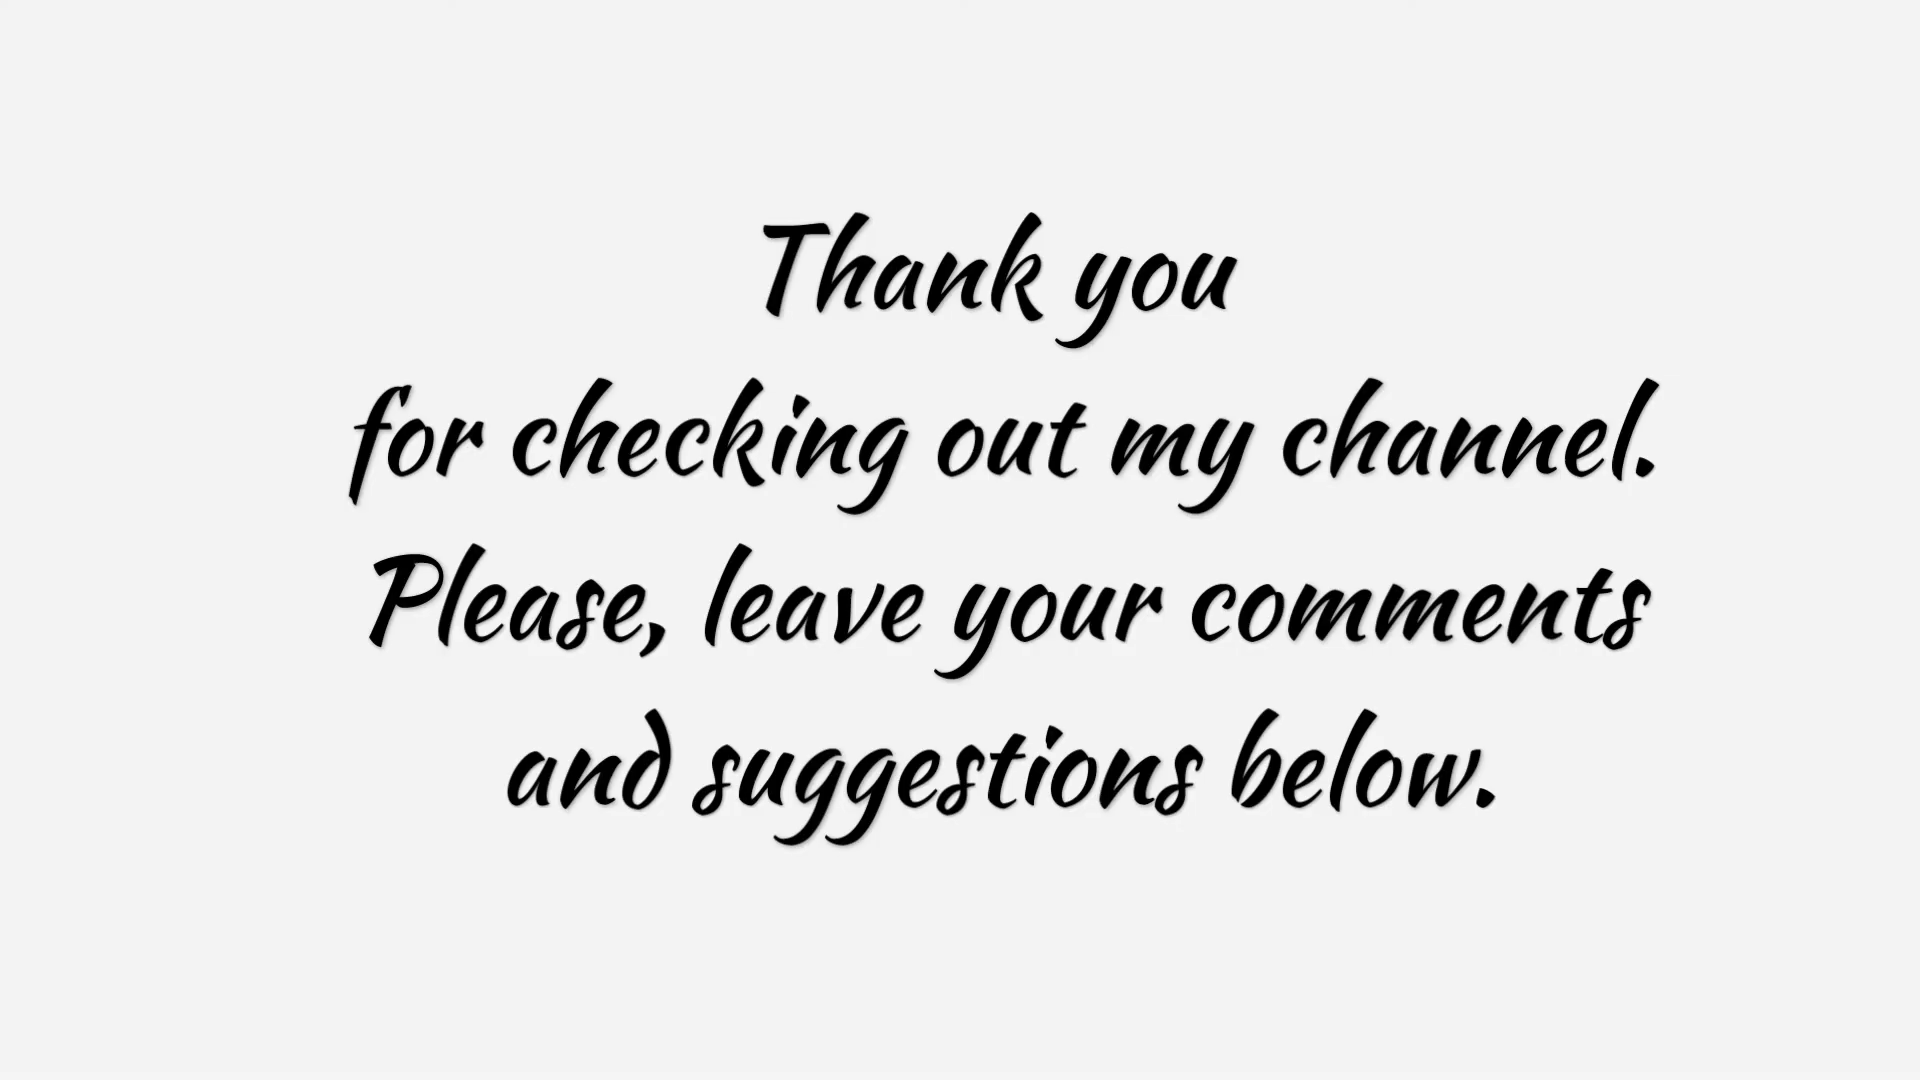 Thank you
for checking out my channel.
Please, leave your comments
and suggestions below.